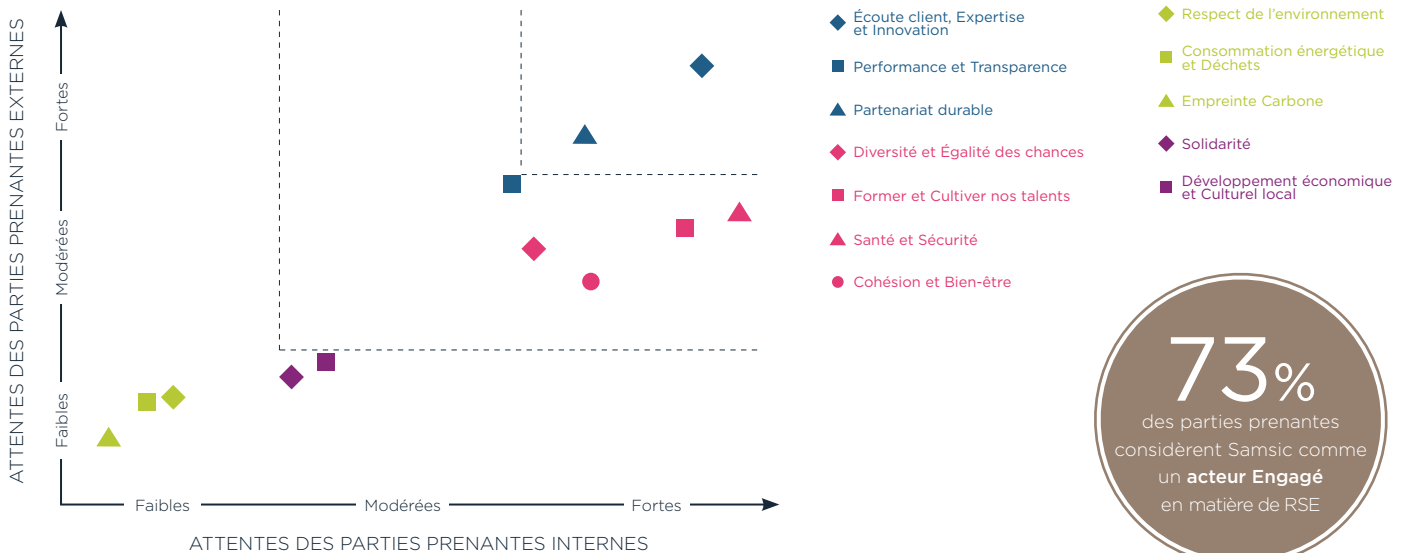 ATTENTES DES PARTIES PRENANTES EXTERNES
Fortes
Modérées
Faibles
Faibles
Modérées
Fortes
ATTENTES DES PARTIES PRENANTES INTERNES
Écoute client, Expertise
et Innovation
Performance et Transparence
Partenariat durable
Diversité et Égalité des chances
Former et Cultiver nos talents
Santé et Sécurité
Cohésion et Bien-être
Respect de l’environnement
Consommation énergétique
et Déchets
Empreinte Carbone
Solidarité
Développement économique
et Culturel local
73%
des parties prenantes
considèrent Samsic comme
un acteur Engagé
en matière de RSE